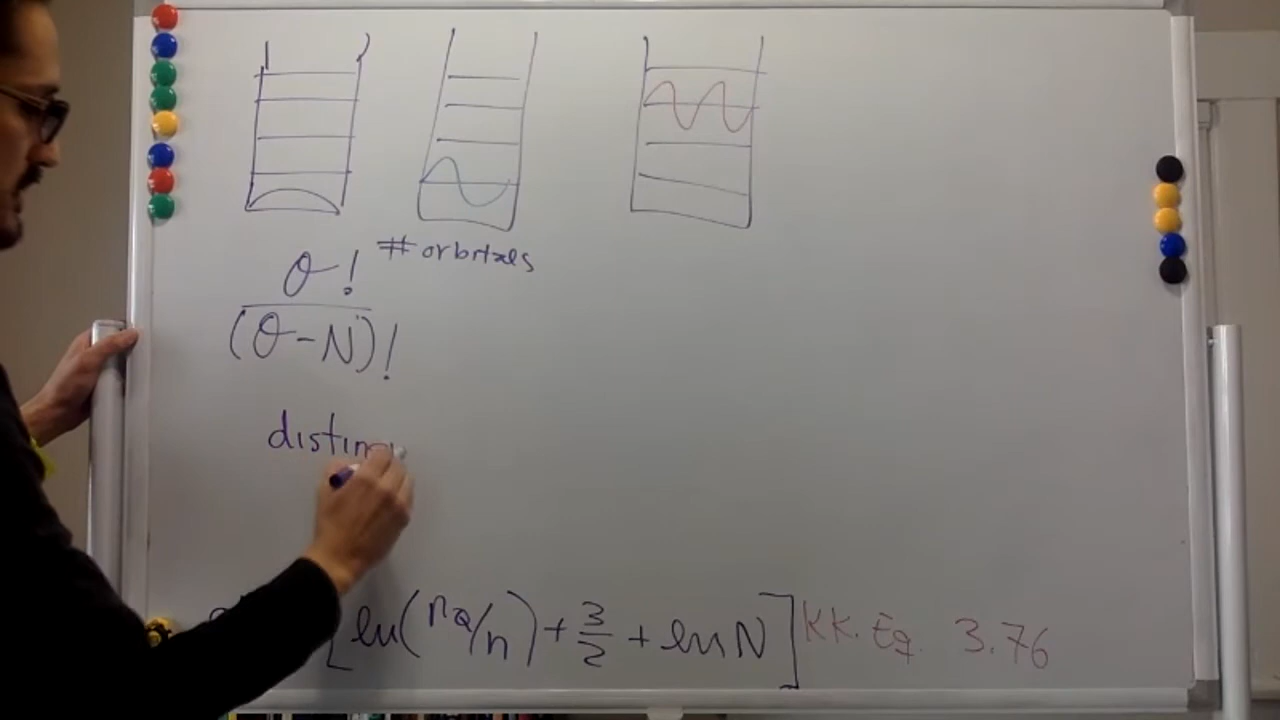 # orbitals
O!
(O-N)!
distin
[ln(nQ/n) + 3/2 + ln N] KK. Eq. 3.76